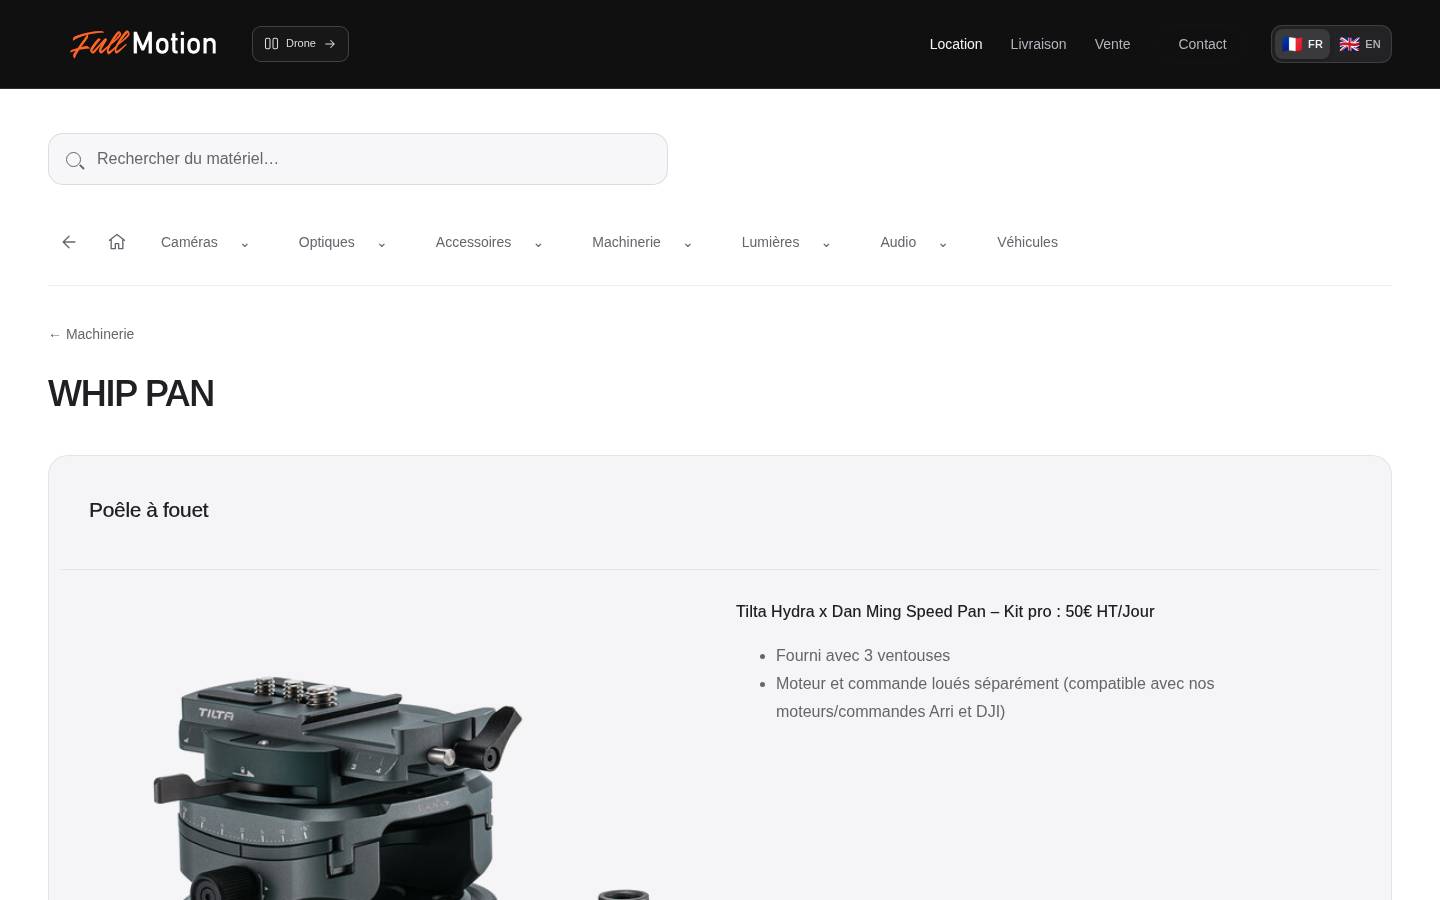 Full Motion
Drone →
Location
Livraison
Vente
Contact
FR
EN
Rechercher du matériel…
Caméras
Optiques
Accessoires
Machinerie
Lumières
Audio
Véhicules
← Machinerie
WHIP PAN
Poêle à fouet
Tilta Hydra x Dan Ming Speed Pan – Kit pro : 50€ HT/Jour
• Fourni avec 3 ventouses
• Moteur et commande loués séparément (compatible avec nos
moteurs/commandes Arri et DJI)
TILTA